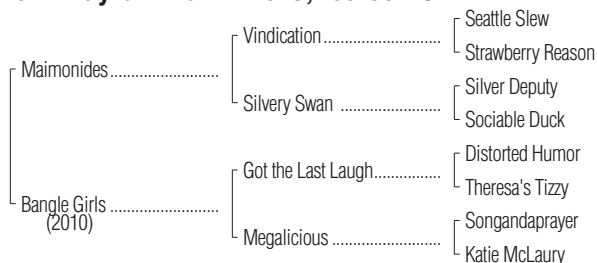 Seattle Slew
Vindication
Strawberry Reason
Maimonides
Silver Deputy
Silvery Swan
Sociable Duck
Distorted Humor
Got the Last Laugh
Theresa's Tizzy
Bangle Girls
(2010)
Songandaprayer
Megalicious
Katie McLaury